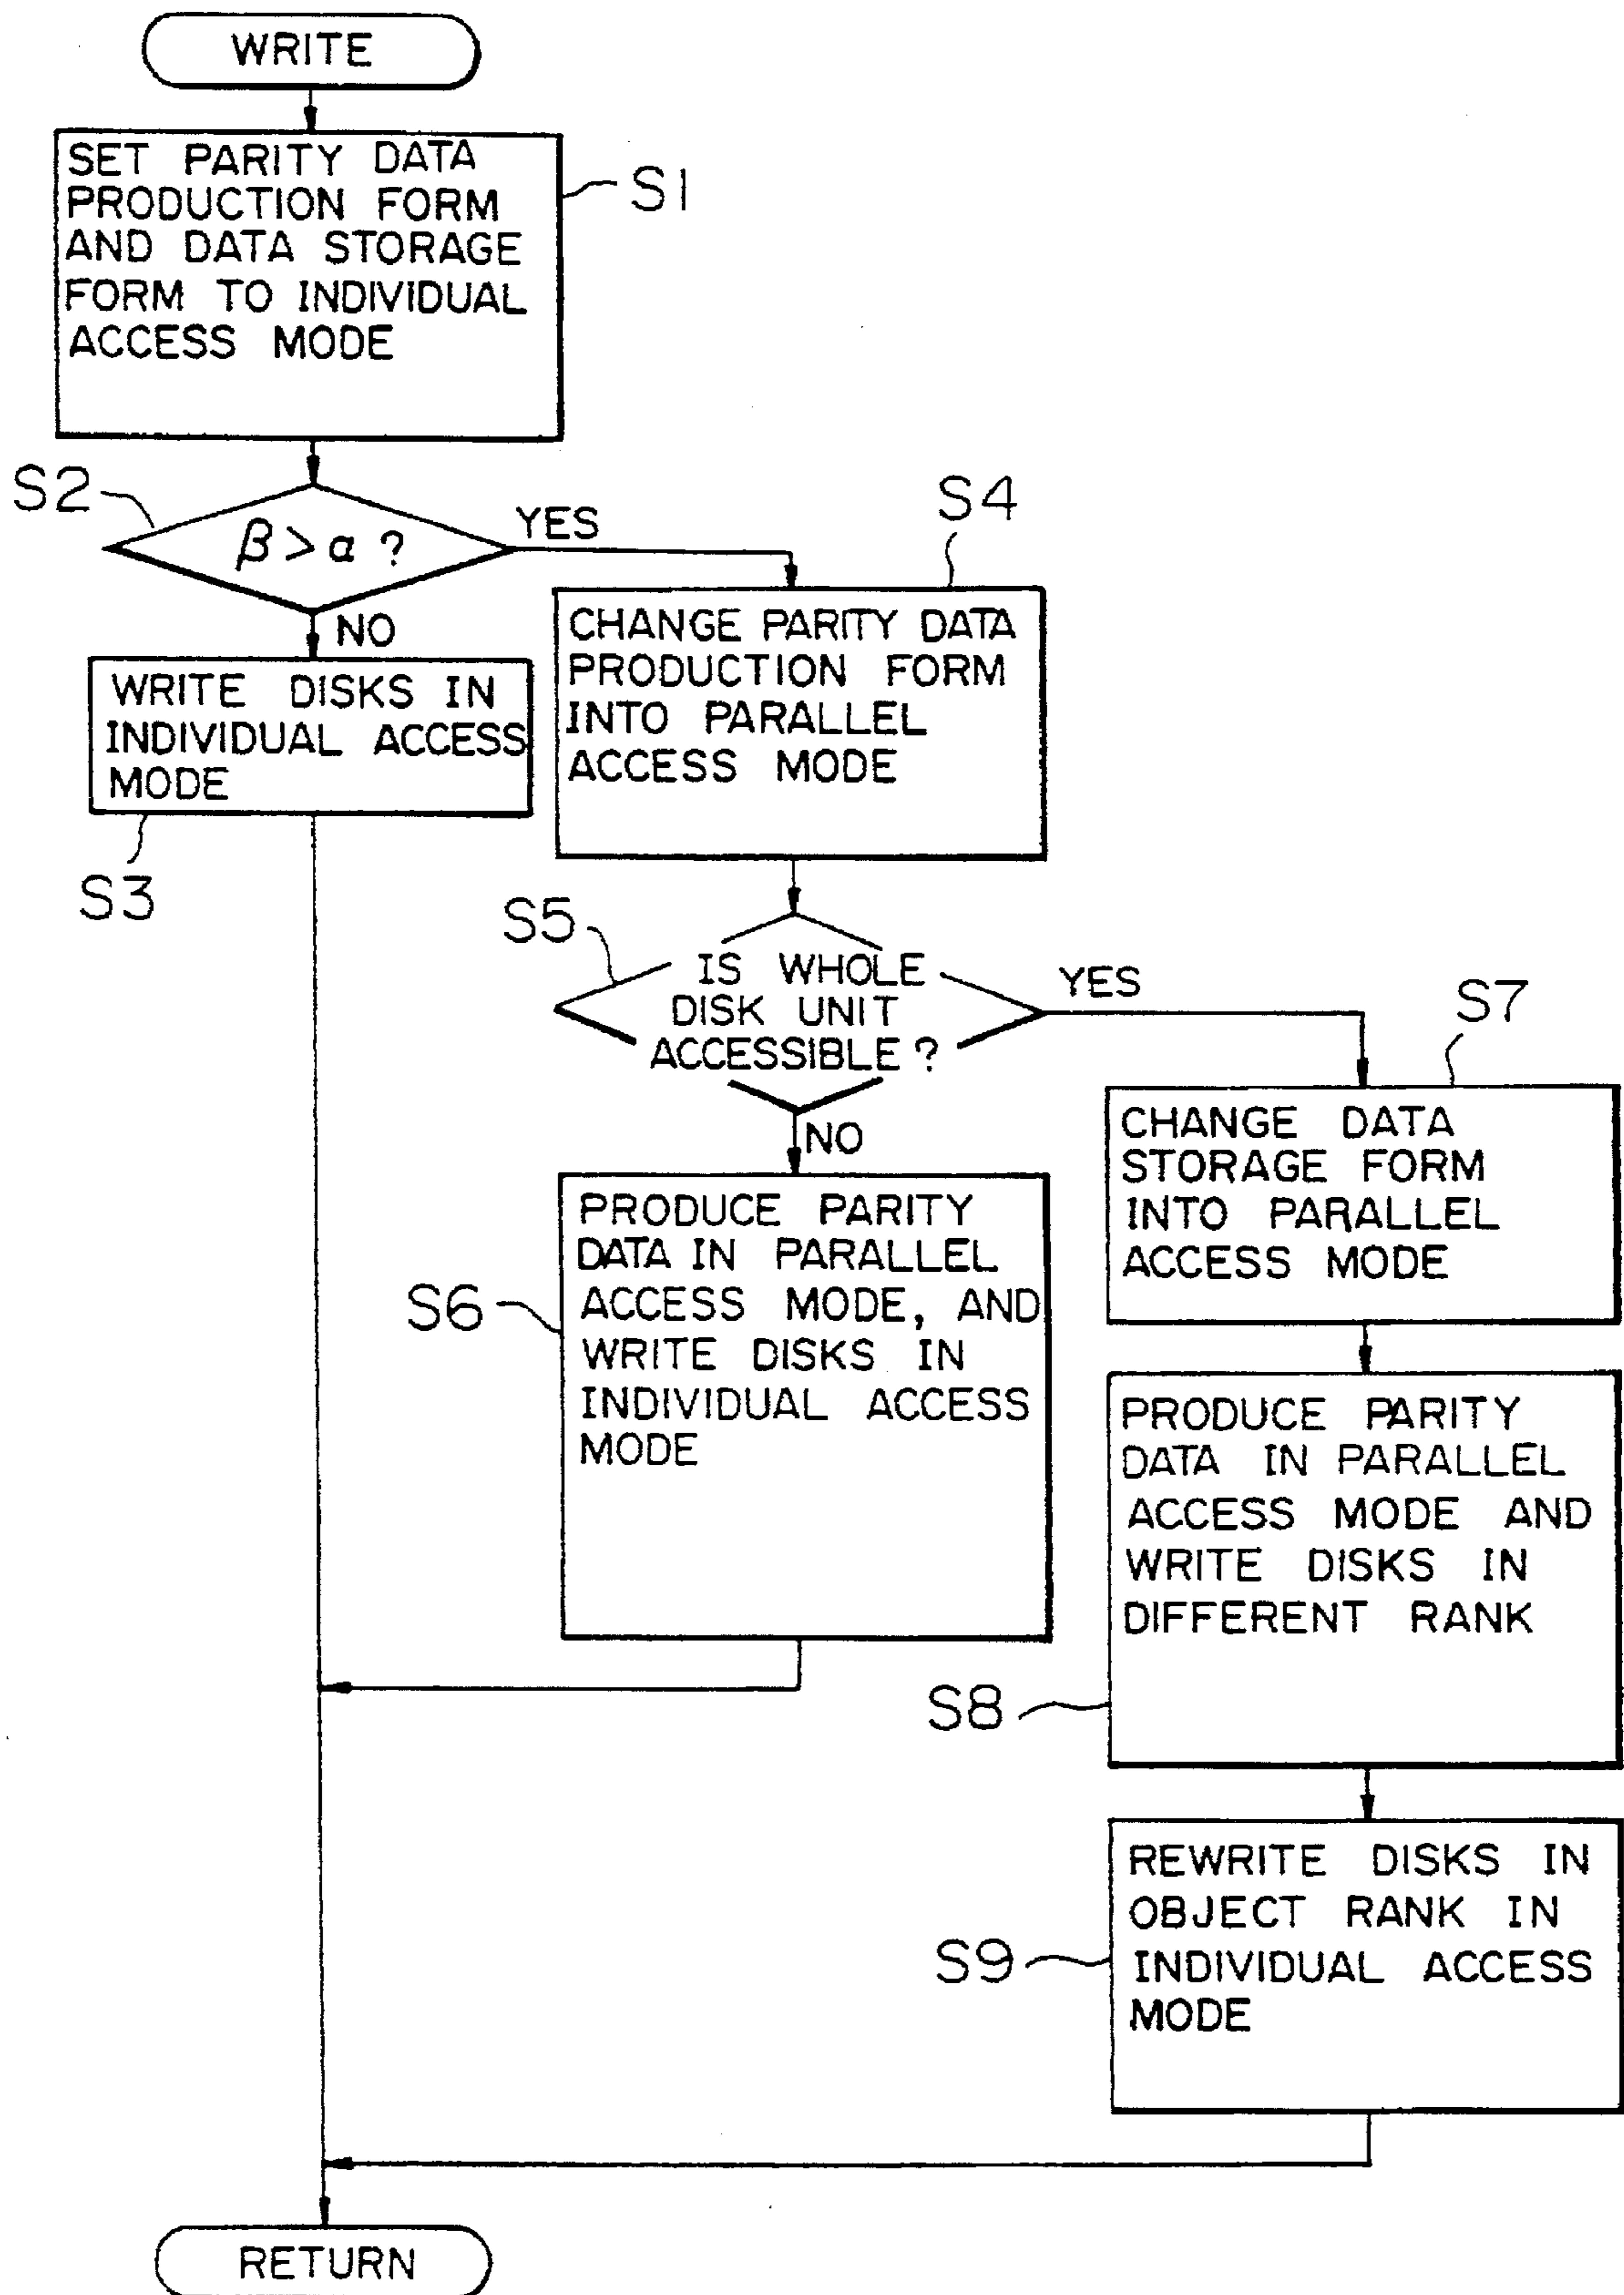 WRITE
SET PARITY DATA
PRODUCTION FORM
AND DATA STORAGE
FORM TO INDIVIDUAL
ACCESS MODE
S1
S2
β > α ?
YES
NO
WRITE DISKS IN
INDIVIDUAL ACCESS
MODE
S3
S4
CHANGE PARITY DATA
PRODUCTION FORM
INTO PARALLEL
ACCESS MODE
S5
IS WHOLE
DISK UNIT
ACCESSIBLE ?
YES
NO
S6
PRODUCE PARITY
DATA IN PARALLEL
ACCESS MODE, AND
WRITE DISKS IN
INDIVIDUAL ACCESS
MODE
S7
CHANGE DATA
STORAGE FORM
INTO PARALLEL
ACCESS MODE
PRODUCE PARITY
DATA IN PARALLEL
ACCESS MODE AND
WRITE DISKS IN
DIFFERENT RANK
S8
REWRITE DISKS IN
OBJECT RANK IN
INDIVIDUAL ACCESS
MODE
S9
RETURN